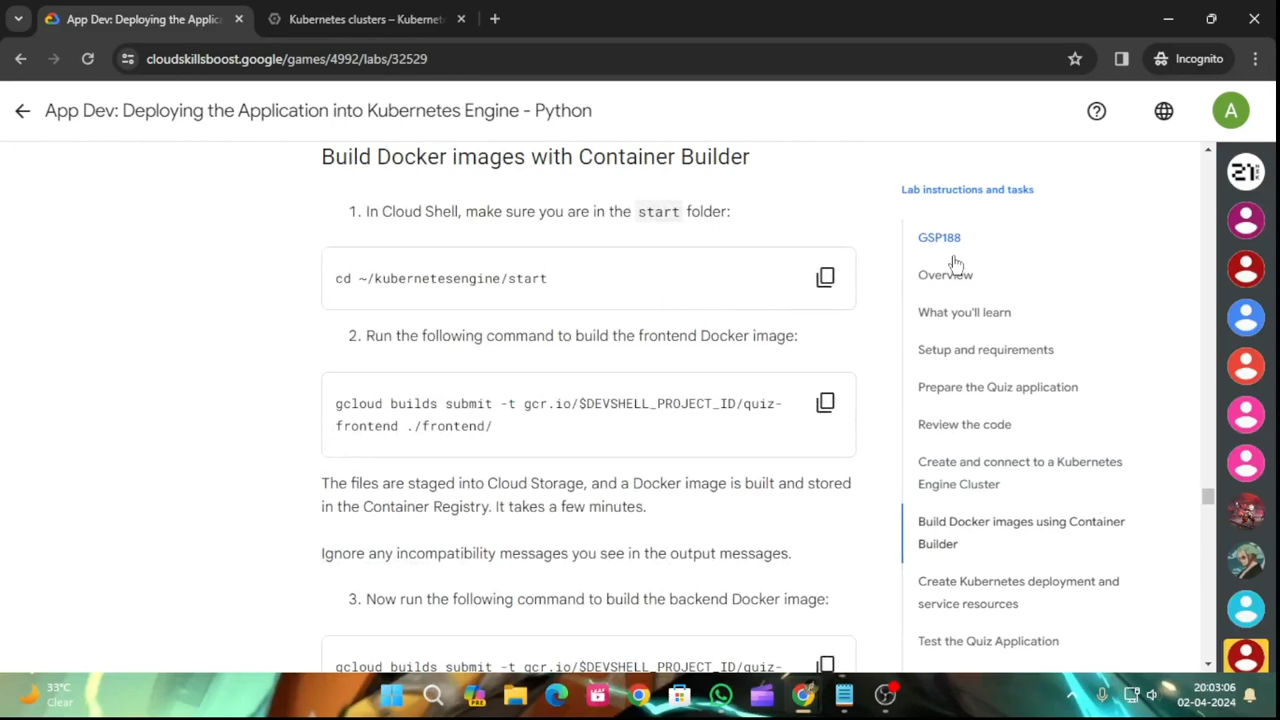 App Dev: Deploying the Applic
Kubernetes clusters – Kubernet
cloudskillsboost.google/games/4992/labs/32529
Incognito
App Dev: Deploying the Application into Kubernetes Engine - Python
A
Build Docker images with Container Builder
1. In Cloud Shell, make sure you are in the start folder:
cd ~/kubernetesengine/start
2. Run the following command to build the frontend Docker image:
gcloud builds submit -t gcr.io/$DEVSHELL_PROJECT_ID/quiz-
frontend ./frontend/
The files are staged into Cloud Storage, and a Docker image is built and stored
in the Container Registry. It takes a few minutes.
Ignore any incompatibility messages you see in the output messages.
3. Now run the following command to build the backend Docker image:
gcloud builds submit -t gcr.io/$DEVSHELL_PROJECT_ID/quiz-
Lab instructions and tasks
GSP188
Overview
What you'll learn
Setup and requirements
Prepare the Quiz application
Review the code
Create and connect to a Kubernetes
Engine Cluster
Build Docker images using Container
Builder
Create Kubernetes deployment and
service resources
Test the Quiz Application
33°C
Clear
PRE
20:03:06
02-04-2024